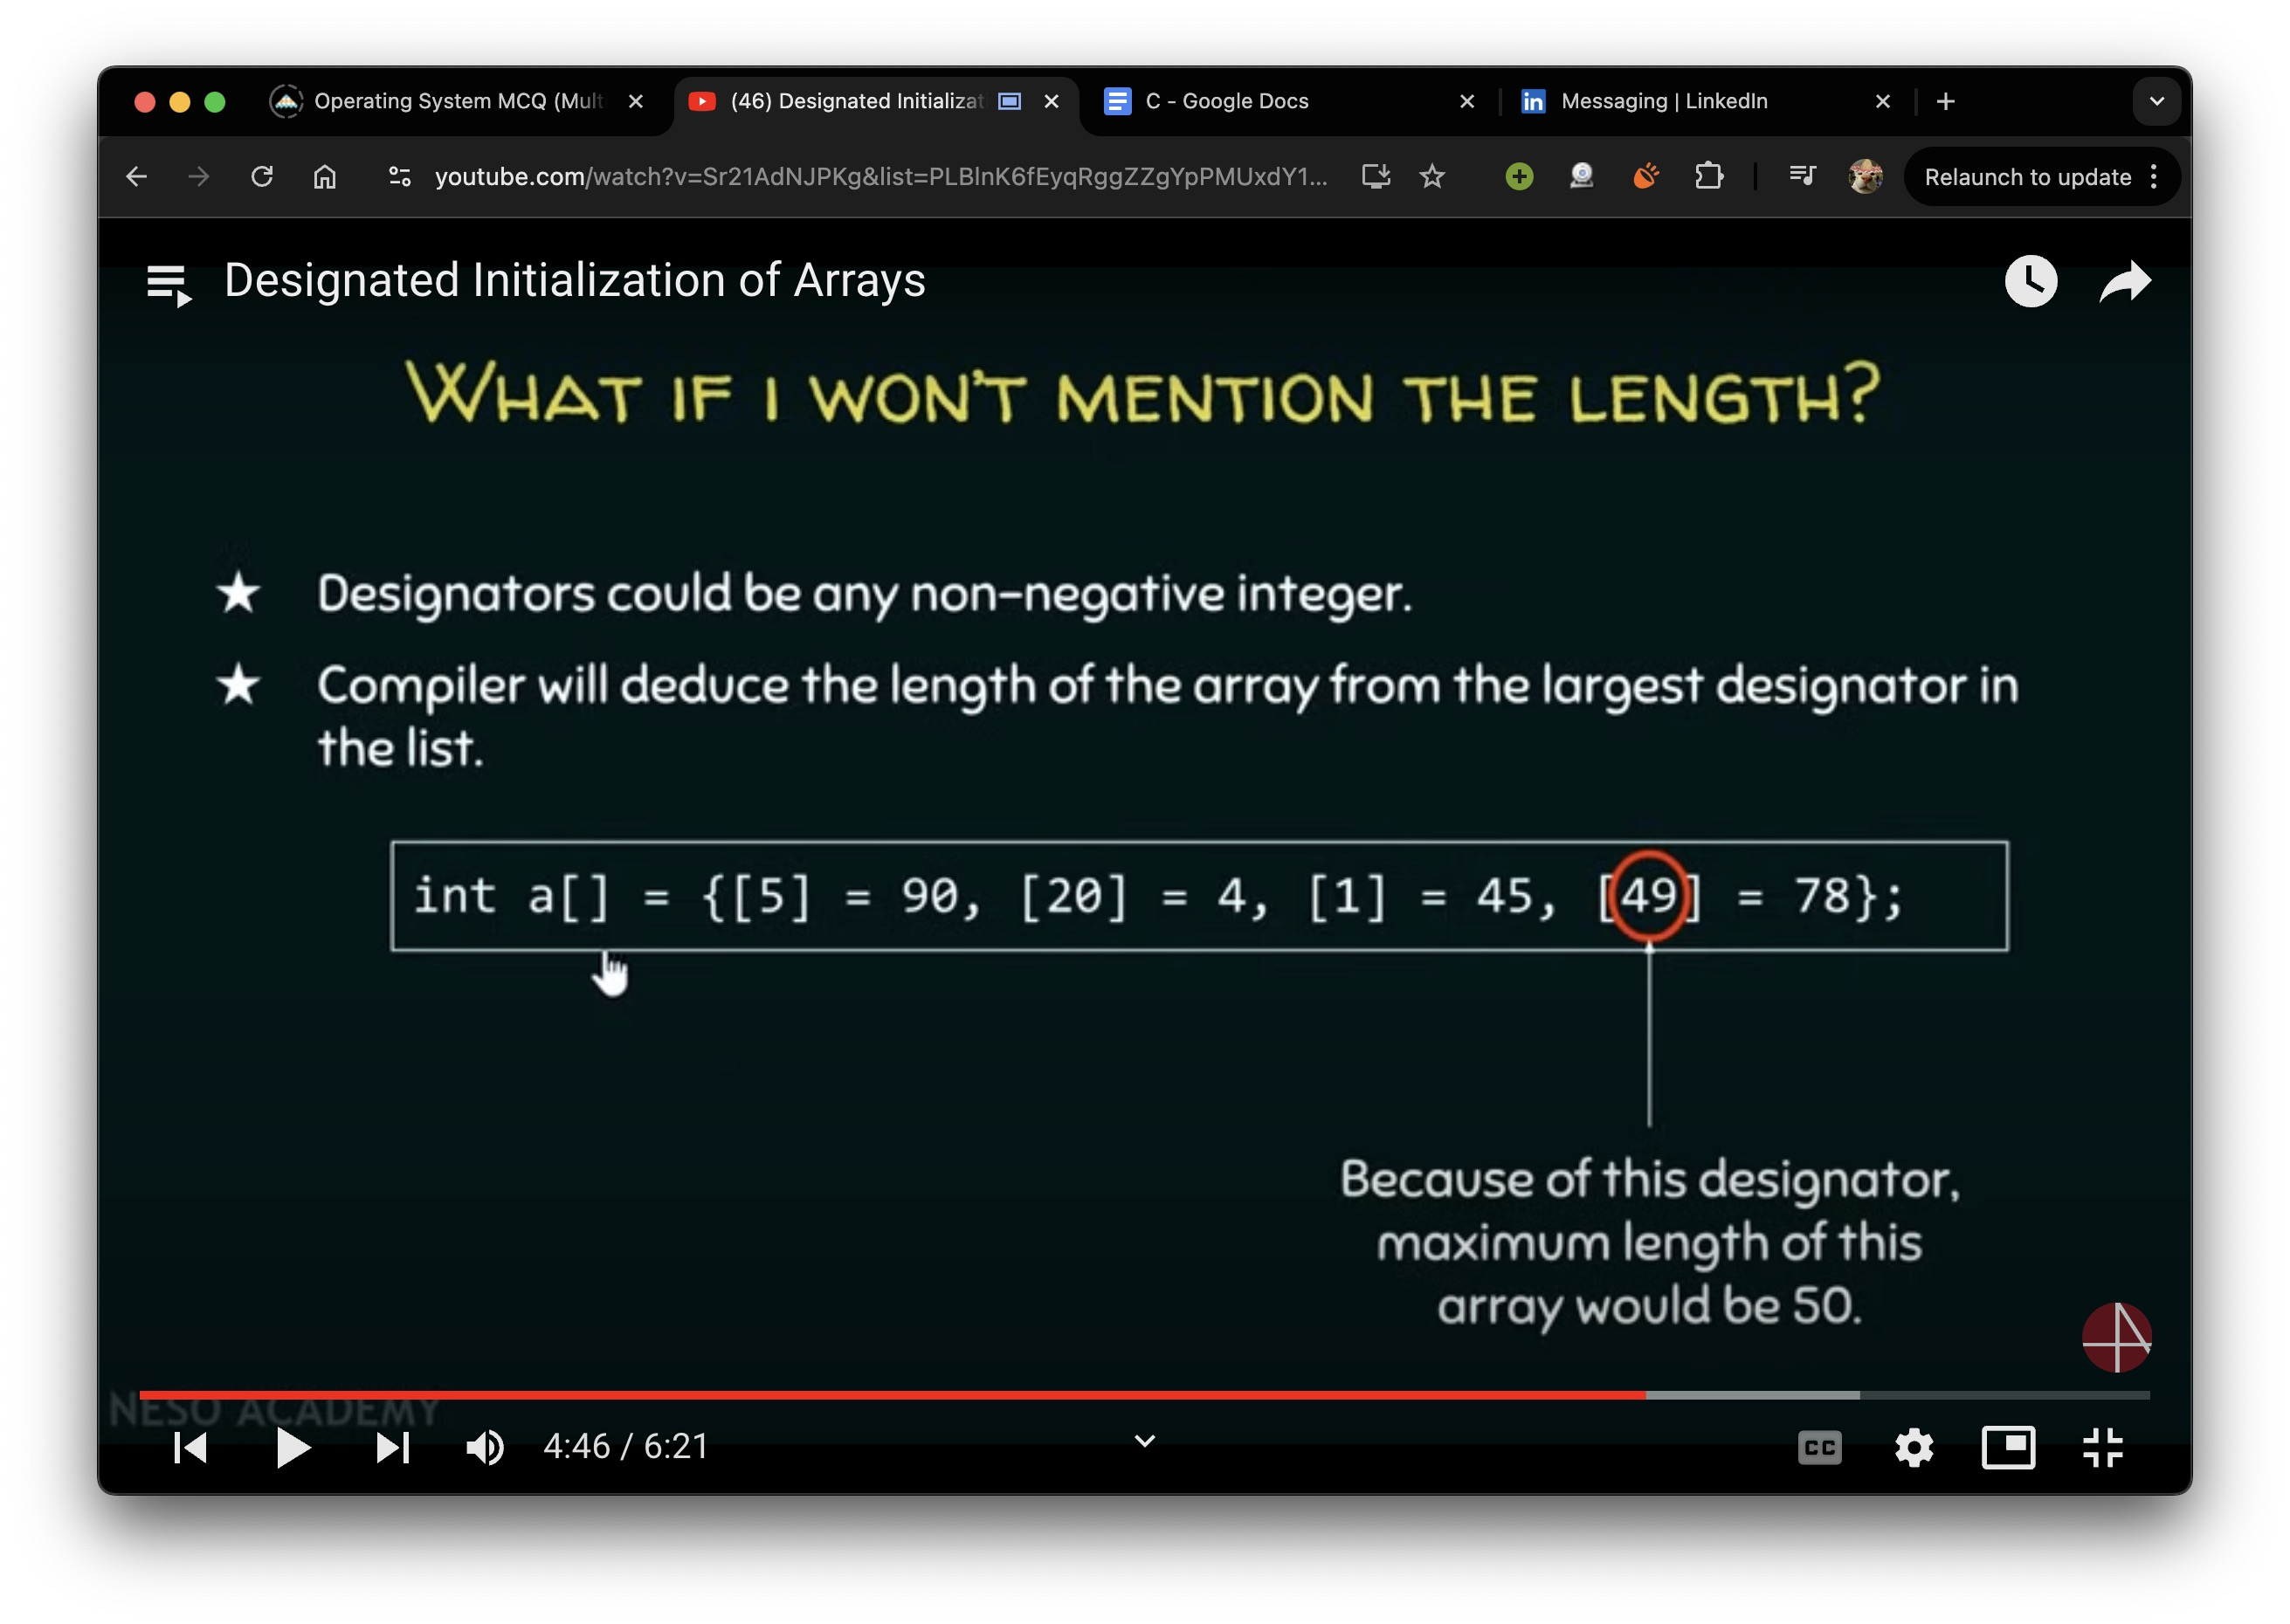 Operating System MCQ (Mult
(46) Designated Initializat
C - Google Docs
Messaging | LinkedIn
youtube.com/watch?v=Sr21AdNJPKg&list=PLBlnK6fEyqRggZZgYpPMUxdY1...
Relaunch to update
Designated Initialization of Arrays
WHAT IF I WON'T MENTION THE LENGTH?
★ Designators could be any non-negative integer.
★ Compiler will deduce the length of the array from the largest designator in
the list.
int a[] = {[5] = 90, [20] = 4, [1] = 45, [49] = 78};
Because of this designator,
maximum length of this
array would be 50.
NESO ACADEMY
4:46 / 6:21
CC